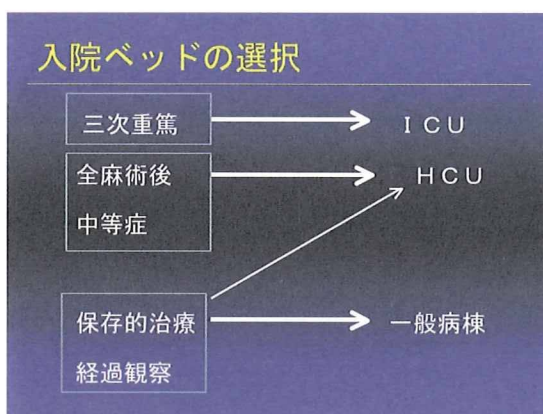 入院ベッドの選択
三次重篤
ICU
全麻術後
HCU
中等症
保存的治療
一般病棟
経過観察